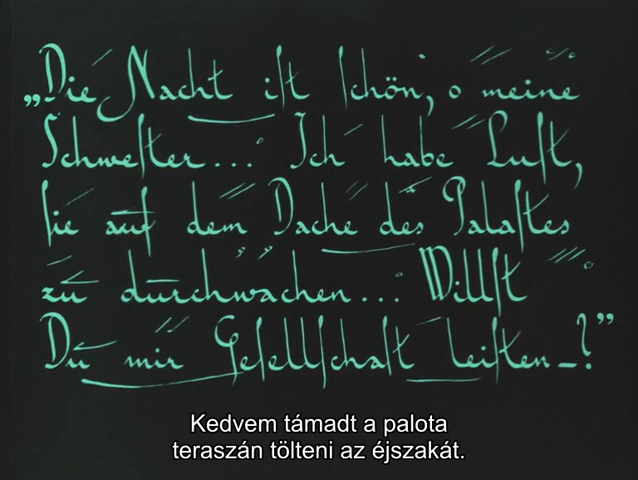 „Die Nacht ist schön, o meine
Schwester... Ich habe Lust,
sie auf dem Dache des Palastes
zu durchwachen... Willst
Du mir Gesellschaft leisten–?”
Kedvem támadt a palota
teraszán tölteni az éjszakát.